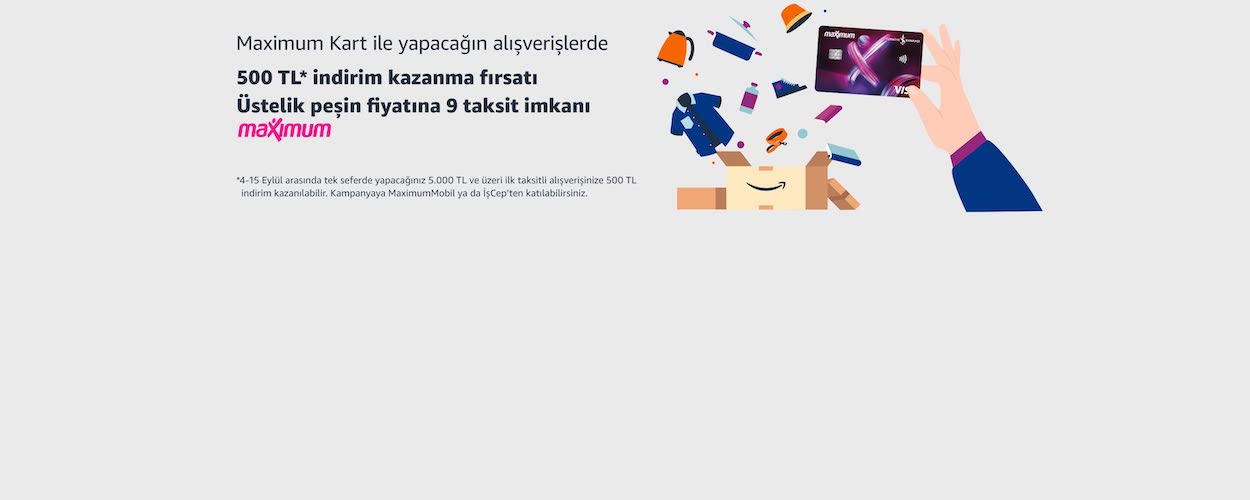 Maximum Kart ile yapacağın alışverişlerde
500 TL* indirim kazanma fırsatı
Üstelik peşin fiyatına 9 taksit imkanı
maximum
*4-15 Eylül arasında tek seferde yapacağınız 5.000 TL ve üzeri ilk taksitli alışverişinize 500 TL
indirim kazanılabilir. Kampanyaya MaximumMobil ya da İşCep'ten katılabilirsiniz.
maximum
VISA